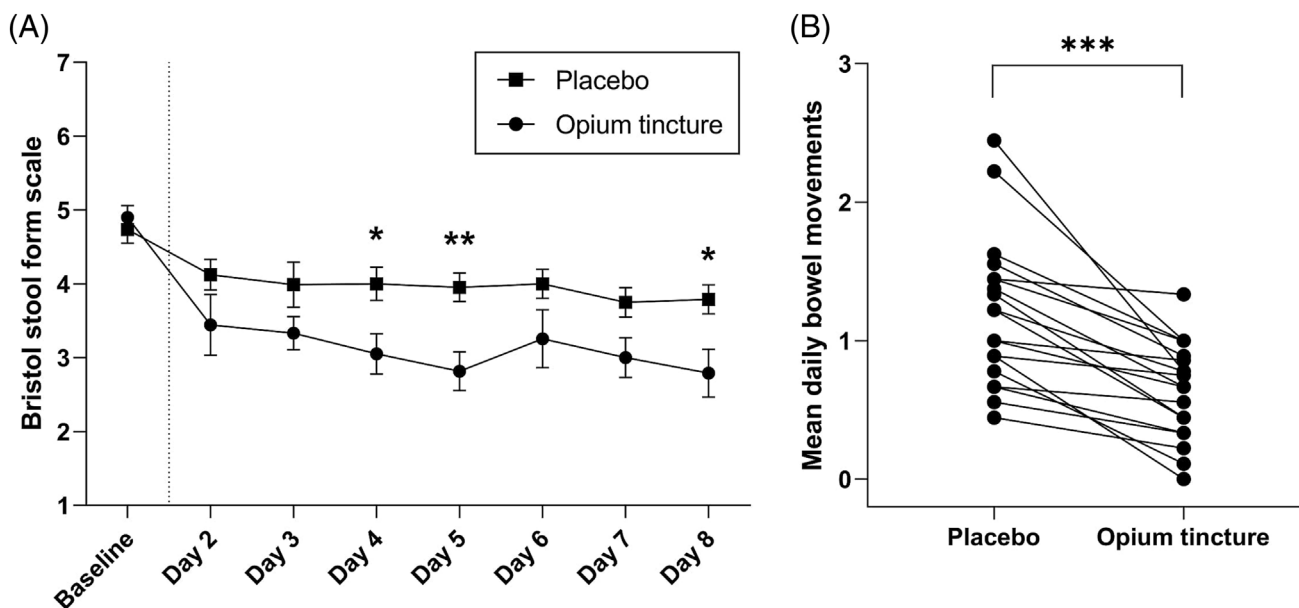 (A)
Bristol stool form scale
7
6
5
4
3
2
1
Placebo
Opium tincture
*
**
*
Baseline
Day 2
Day 3
Day 4
Day 5
Day 6
Day 7
Day 8
(B)
***
Mean daily bowel movements
3
2
1
0
Placebo
Opium tincture